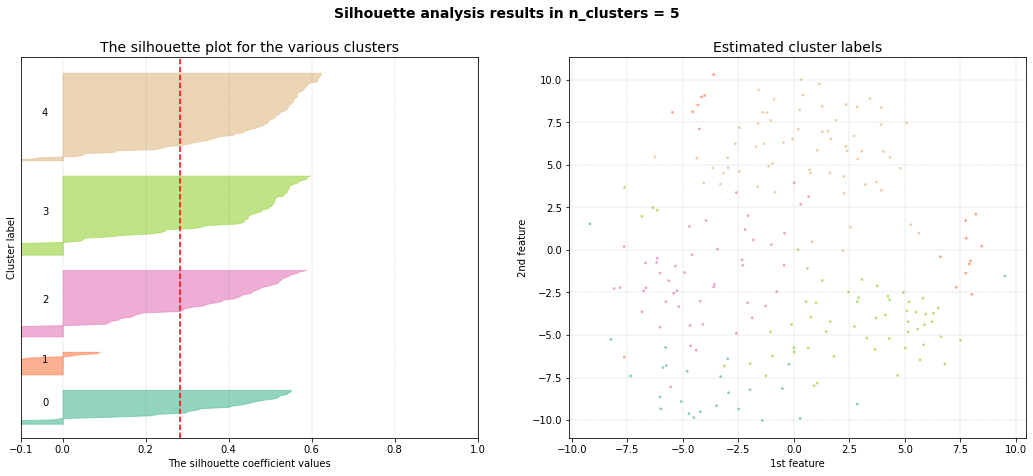 Silhouette analysis results in n_clusters = 5
The silhouette plot for the various clusters
Cluster label
4
3
2
1
0
−0.1 0.0 0.2 0.4 0.6 0.8 1.0
The silhouette coefficient values
Estimated cluster labels
2nd feature
10.0
7.5
5.0
2.5
0.0
−2.5
−5.0
−7.5
−10.0
−10.0 −7.5 −5.0 −2.5 0.0 2.5 5.0 7.5 10.0
1st feature